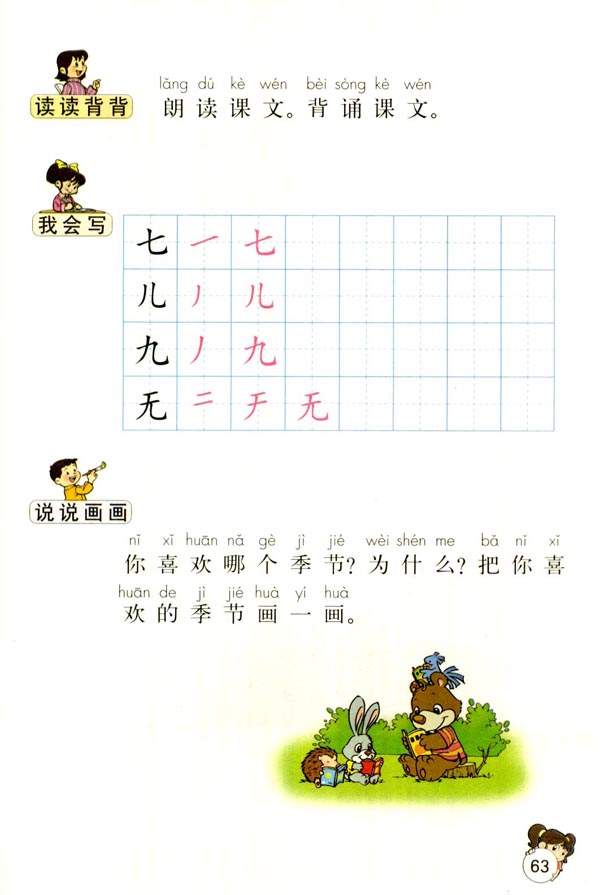 lǎng dú kè wén bèi sòng kè wén
读读背背
朗读课文。背诵课文。
我会写
七 一 七
儿 丿 儿
九 丿 九
无 二 于 无
说说画画
nǐ xǐ huān nǎ gè jì jié wèi shén me bǎ nǐ xǐ
你喜欢哪个季节?为什么?把你喜
huān de jì jié huà yí huà
欢的季节画一画。
63